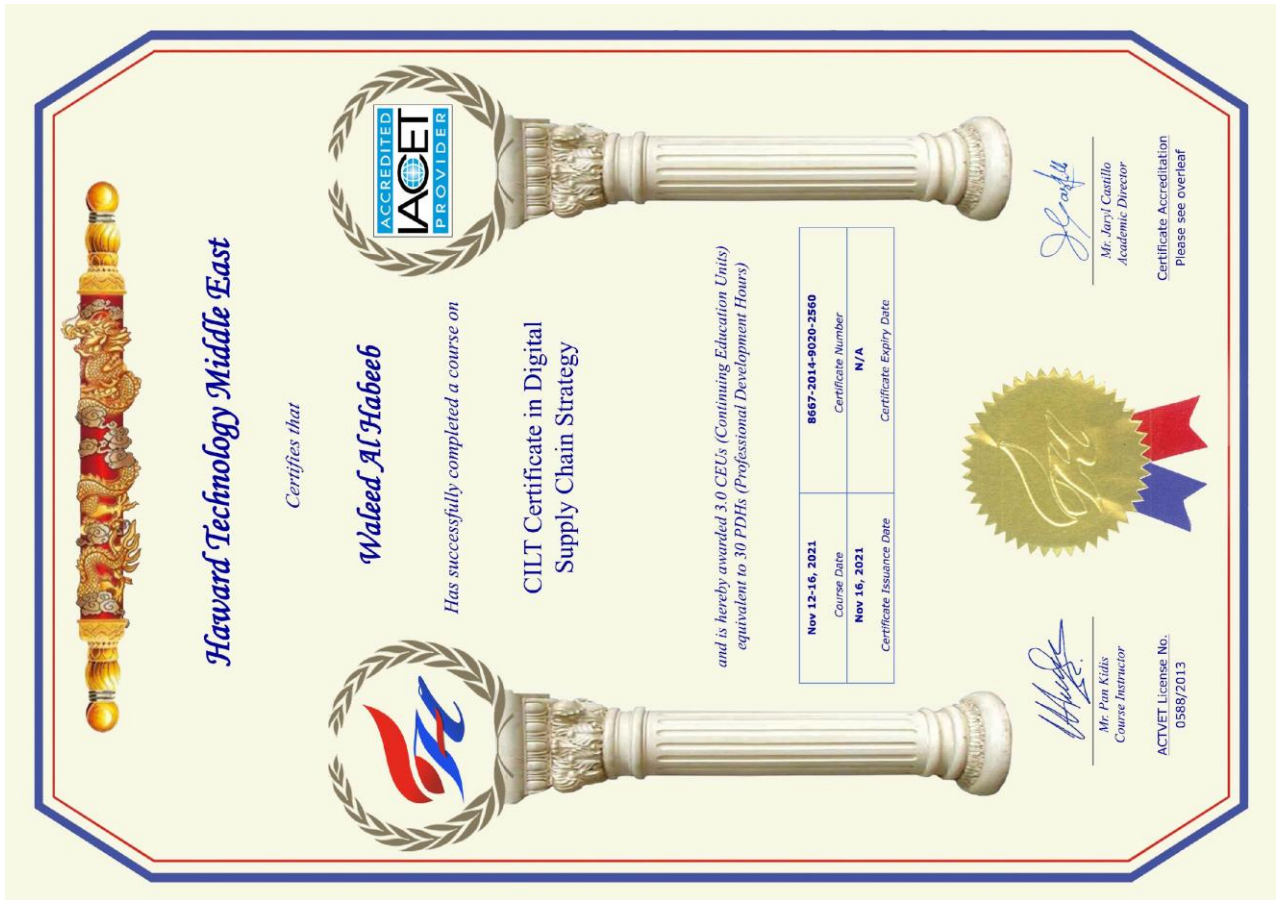 Haward Technology Middle East
Certifies that
ACCREDITED
IACET
PROVIDER
Waleed Al Habeeb
Has successfully completed a course on
CILT Certificate in Digital
Supply Chain Strategy
and is hereby awarded 3.0 CEUs (Continuing Education Units)
equivalent to 30 PDHs (Professional Development Hours)
Nov 12-16, 2021 8667-2014-9020-2560
Course Date Certificate Number
Nov 16, 2021 N/A
Certificate Issuance Date Certificate Expiry Date
Mr. Pan Kidis
Course Instructor
Mr. Jaryl Castillo
Academic Director
ACTVET License No.
0588/2013
Certificate Accreditation
Please see overleaf